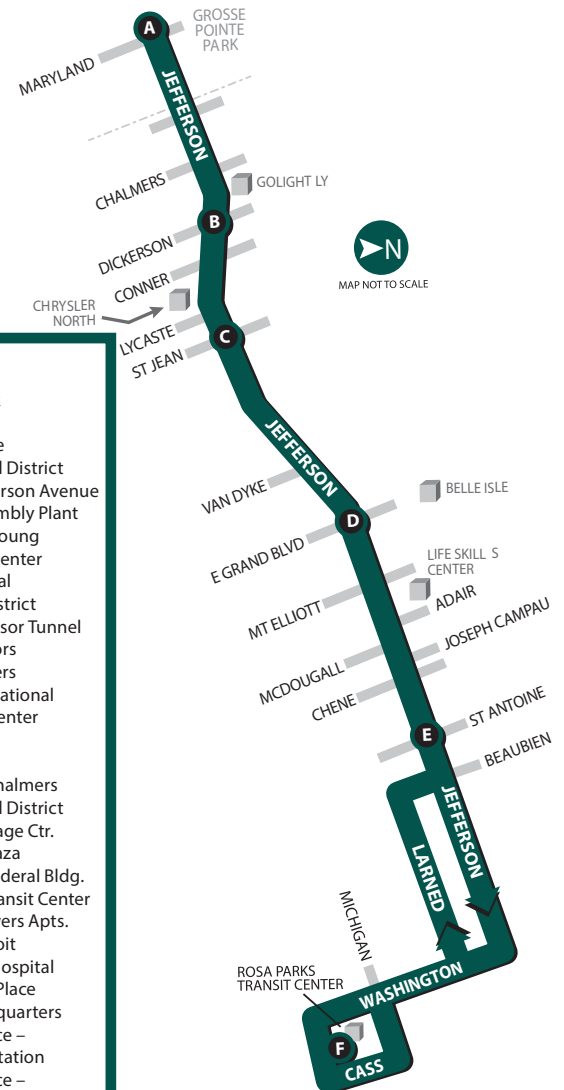 A
GROSSE
POINTE
PARK
MARYLAND
JEFFERSON
CHALMERS
GOLIGHT LY
B
DICKERSON
CONNER
N
MAP NOT TO SCALE
CHRYSLER
NORTH
LYCASTE
C
ST JEAN
JEFFERSON
VAN DYKE
BELLE ISLE
D
E GRAND BLVD
LIFE SKILL S
CENTER
MT ELLIOTT
ADAIR
JOSEPH CAMPAU
MCDOUGALL
CHENE
ST ANTOINE
E
BEAUBIEN
JEFFERSON
LARNED
MICHIGAN
ROSA PARKS
TRANSIT CENTER
WASHINGTON
F
CASS
e
l District
rson Avenue
mbly Plant
oung
enter
al
strict
sor Tunnel
ors
ers
ational
enter
halmers
l District
age Ctr.
aza
deral Bldg.
ansit Center
ers Apts.
oit
ospital
Place
quarters
ce –
tation
ce –